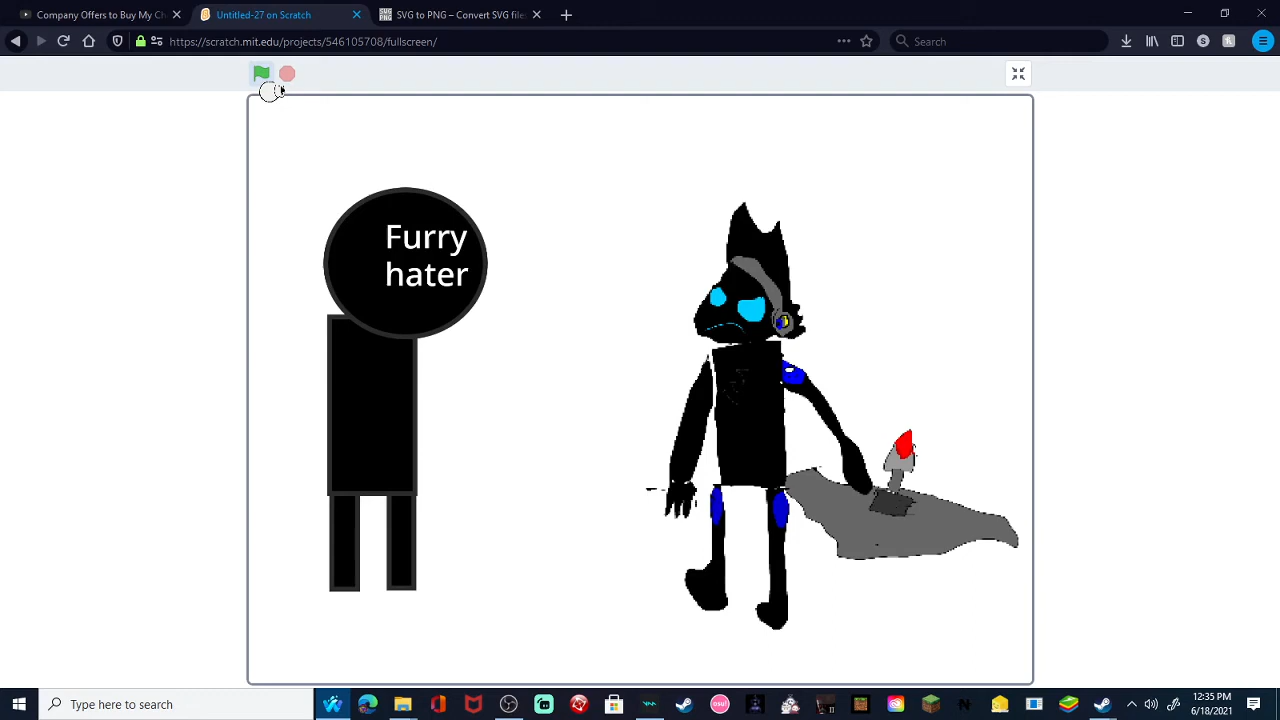 Company Offers to Buy My Ch
Untitled-27 on Scratch
SVG to PNG – Convert SVG file
https://scratch.mit.edu/projects/546105708/fullscreen/
Search
Furry
hater
Type here to search
osu!
12:35 PM
6/18/2021